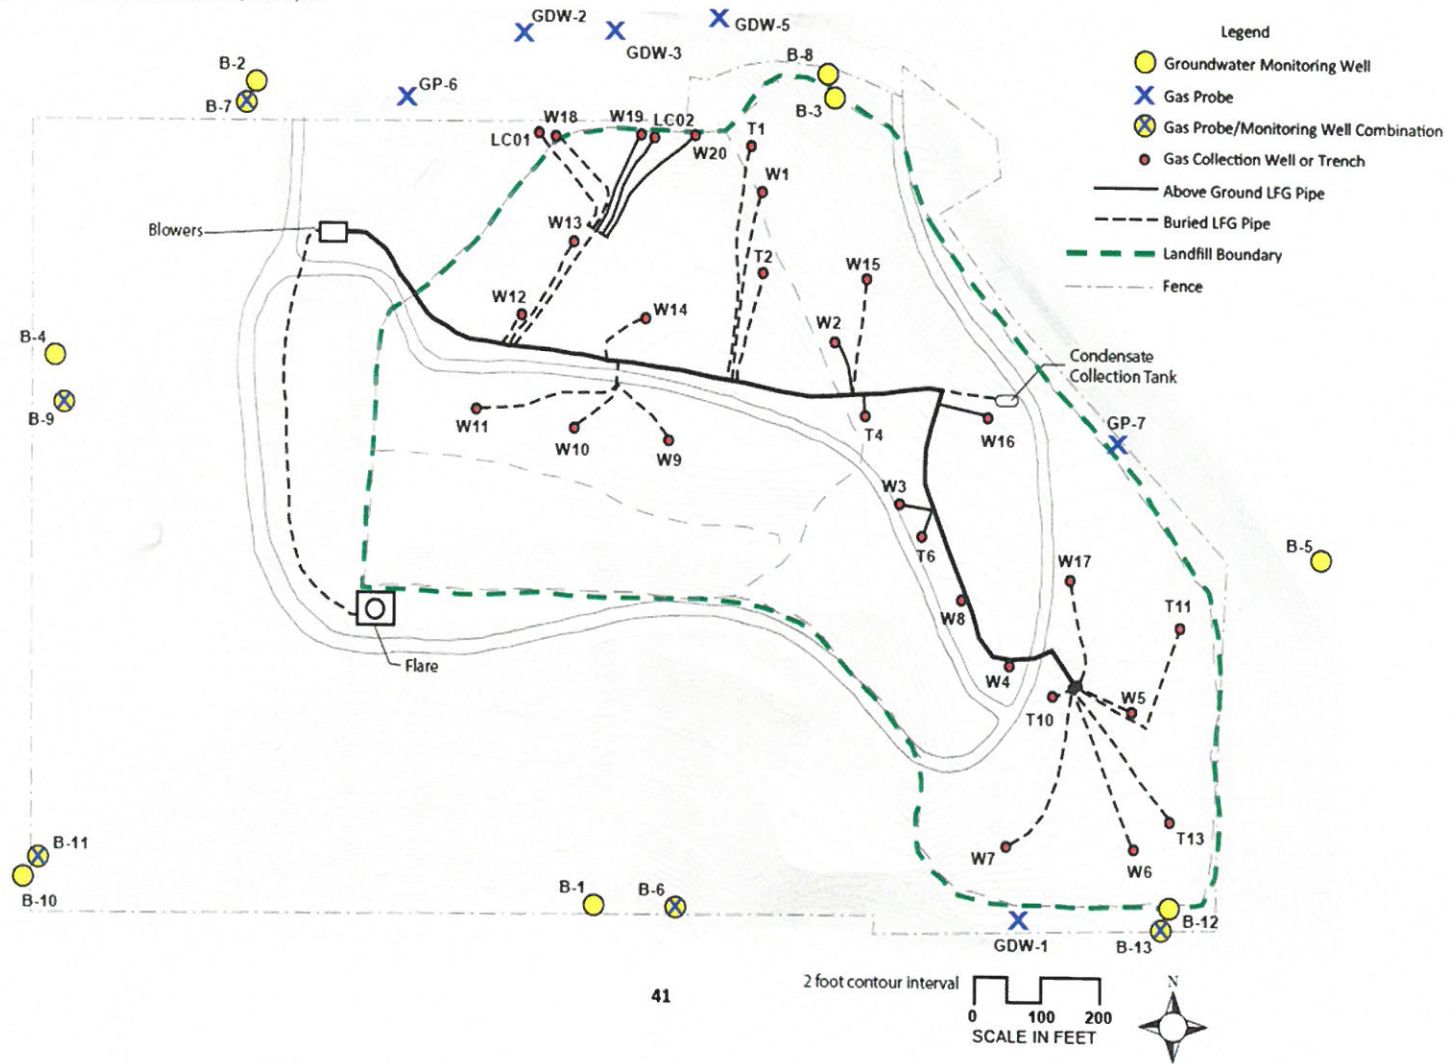 GDW-2
GDW-5
GDW-3
B-8
B-2
B-7
GP-6
B-3
Legend
Groundwater Monitoring Well
Gas Probe
Gas Probe/Monitoring Well Combination
Gas Collection Well or Trench
Above Ground LFG Pipe
Buried LFG Pipe
Landfill Boundary
Fence
W18
W19
LC02
LC01
W20
T1
W1
Blowers
W13
T2
W15
W12
W14
W2
B-4
Condensate
Collection Tank
B-9
W11
W10
W9
T4
W16
GP-7
W3
T6
B-5
W17
W8
T11
Flare
W4
T10
W5
T13
W7
W6
B-11
B-10
B-1
B-6
GDW-1
B-12
B-13
2 foot contour interval
0 100 200
SCALE IN FEET
N
41